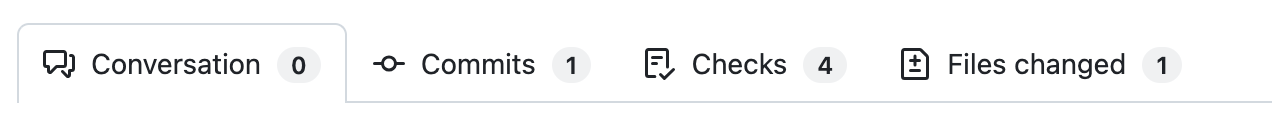 Conversation 0 Commits 1 Checks 4 Files changed 1